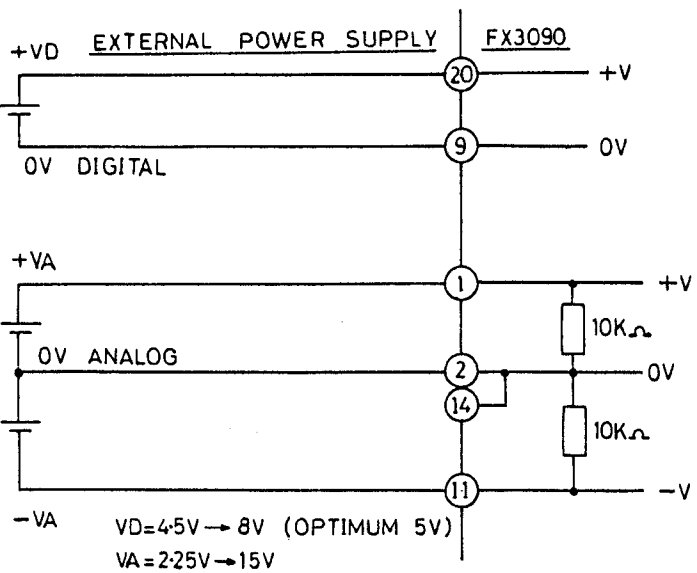 +VD EXTERNAL POWER SUPPLY FX3090
20 +V
9 0V
0V DIGITAL
+VA
1 +V
10KΩ
0V ANALOG
2 0V
14
10KΩ
11 -V
-VA
VD=4·5V→8V (OPTIMUM 5V)
VA=2·25V→15V